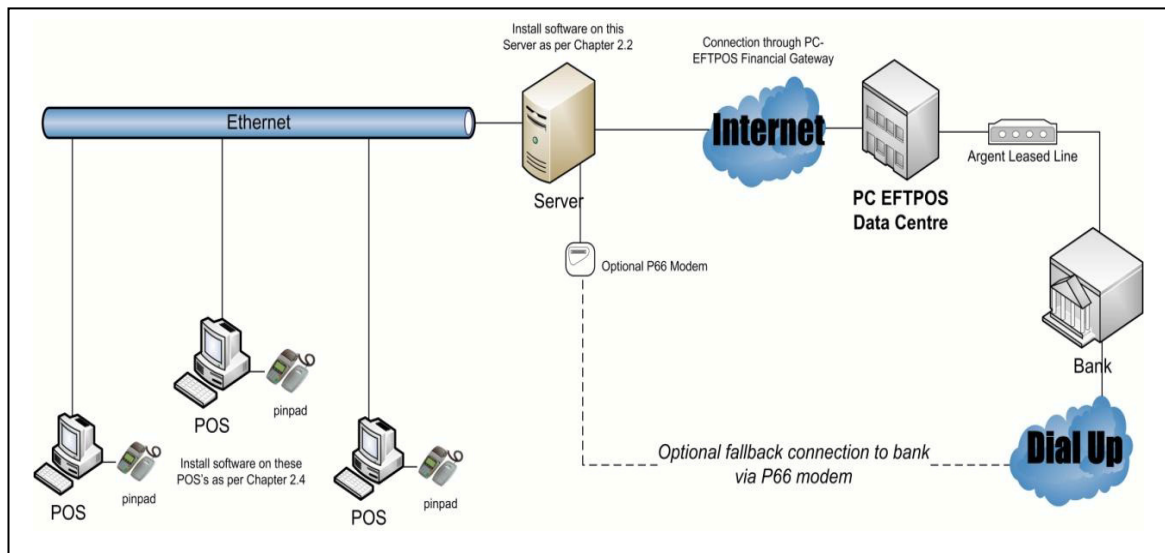 Install software on this
Server as per Chapter 2.2
Connection through PC-
EFTPOS Financial Gateway
Ethernet
Internet
Server
Argent Leased Line
PC EFTPOS
Data Centre
Optional P66 Modem
Bank
POS
pinpad
POS
pinpad
Install software on these
POS's as per Chapter 2.4
POS
pinpad
Optional fallback connection to bank
via P66 modem
Dial Up